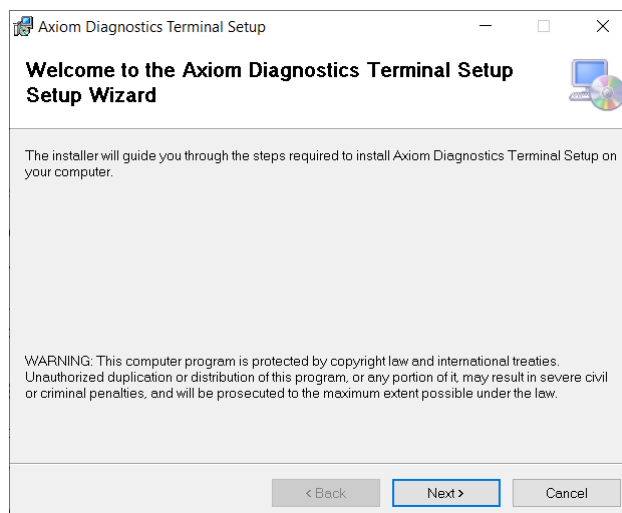 Axiom Diagnostics Terminal Setup
Welcome to the Axiom Diagnostics Terminal Setup
Setup Wizard
The installer will guide you through the steps required to install Axiom Diagnostics Terminal Setup on
your computer.
WARNING: This computer program is protected by copyright law and international treaties.
Unauthorized duplication or distribution of this program, or any portion of it, may result in severe civil
or criminal penalties, and will be prosecuted to the maximum extent possible under the law.
< Back Next > Cancel